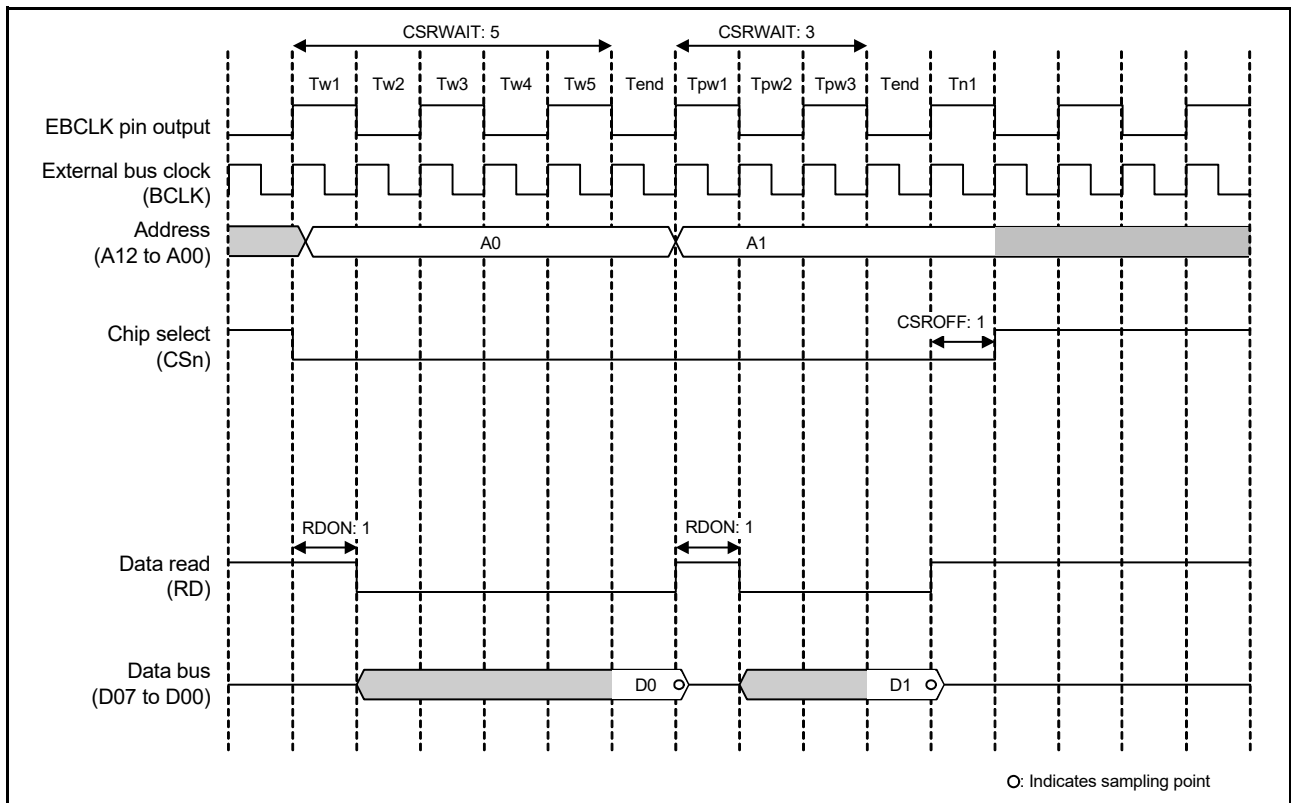 CSRWAIT: 5 CSRWAIT: 3
Tw1 Tw2 Tw3 Tw4 Tw5 Tend Tpw1 Tpw2 Tpw3 Tend Tn1
EBCLK pin output
External bus clock
(BCLK)
Address
(A12 to A00)
A0 A1
Chip select
(CSn)
CSROFF: 1
RDON: 1 RDON: 1
Data read
(RD)
Data bus
(D07 to D00)
D0 D1
O: Indicates sampling point